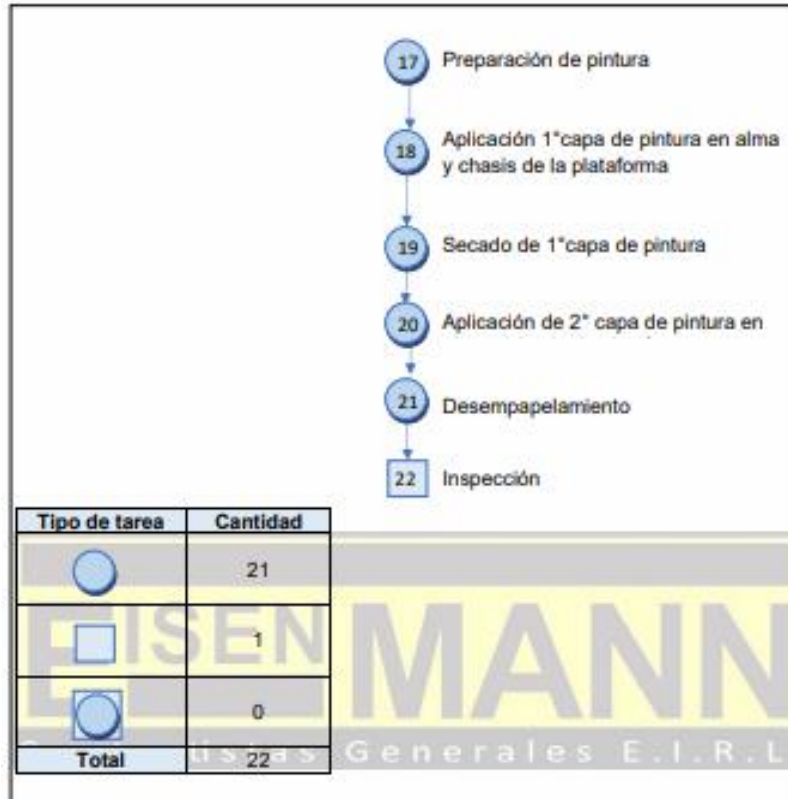 17 Preparación de pintura
18 Aplicación 1°capa de pintura en alma
y chasis de la plataforma
19 Secado de 1°capa de pintura
20 Aplicación de 2° capa de pintura en
21 Desempapelamiento
22 Inspección
Tipo de tarea Cantidad
21
1
0
Total 22
EISENMANN
Generales E.I.R.L